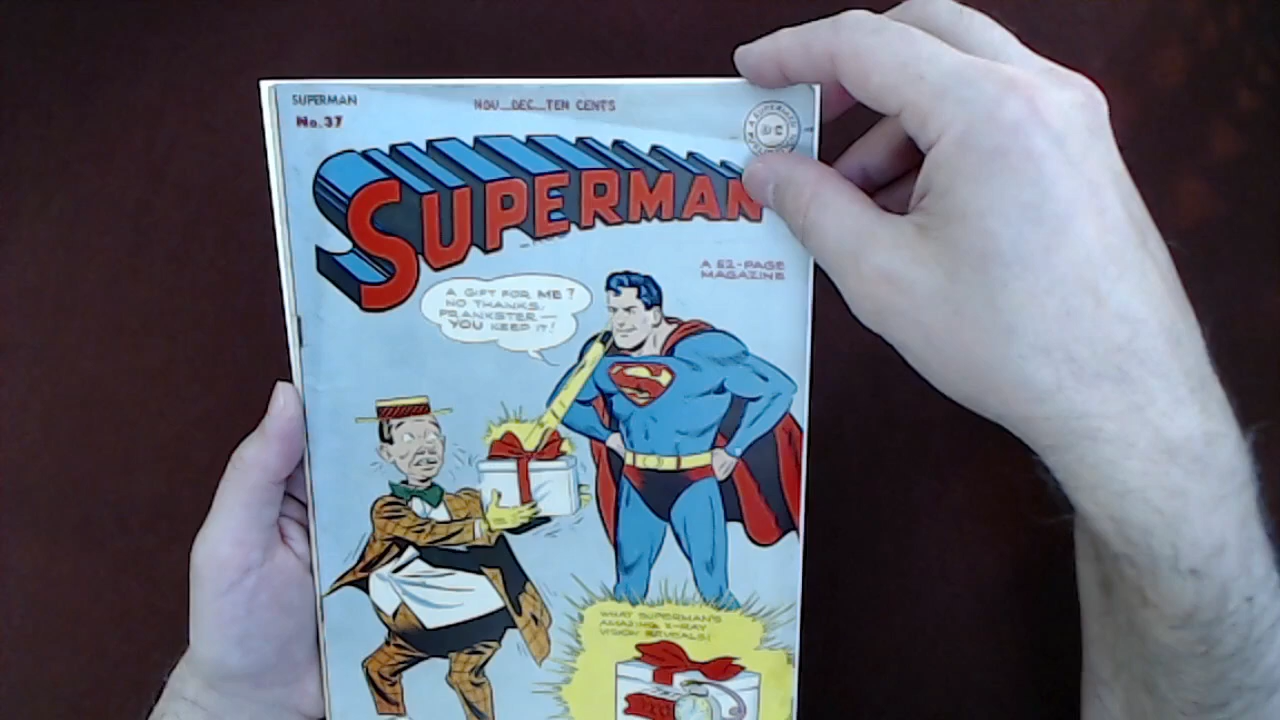 SUPERMAN
No.37
NOV...DEC...TEN CENTS
DC
SUPERMAN
A 52-PAGE
MAGAZINE
A GIFT FOR ME?
NO THANKS,
PRANKSTER—
YOU KEEP IT!
WHAT SUPERMAN'S
AMAZING X-RAY
VISION REVEALS!